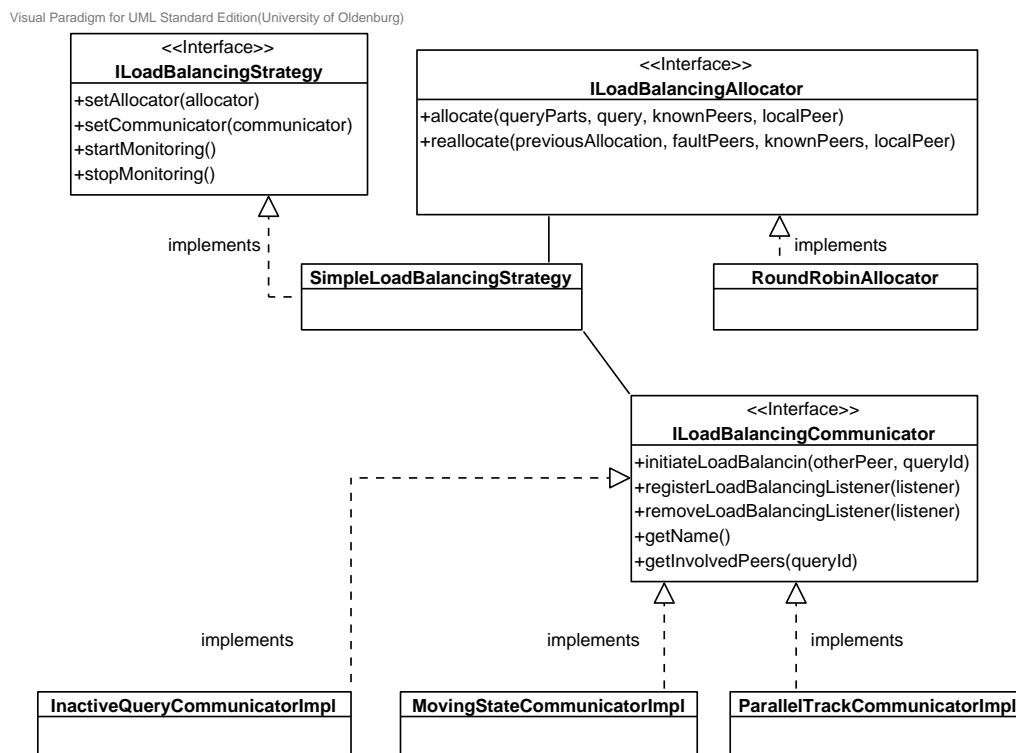 Visual Paradigm for UML Standard Edition(University of Oldenburg)
<<Interface>>
ILoadBalancingStrategy
+setAllocator(allocator)
+setCommunicator(communicator)
+startMonitoring()
+stopMonitoring()
<<Interface>>
ILoadBalancingAllocator
+allocate(queryParts, query, knownPeers, localPeer)
+reallocate(previousAllocation, faultPeers, knownPeers, localPeer)
implements
implements
SimpleLoadBalancingStrategy
RoundRobinAllocator
<<Interface>>
ILoadBalancingCommunicator
+initiateLoadBalancin(otherPeer, queryId)
+registerLoadBalancingListener(listener)
+removeLoadBalancingListener(listener)
+getName()
+getInvolvedPeers(queryId)
implements
implements
implements
InactiveQueryCommunicatorImpl
MovingStateCommunicatorImpl
ParallelTrackCommunicatorImpl